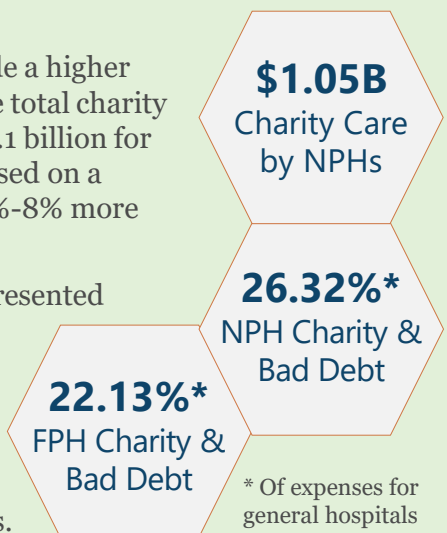 le a higher
e total charity
.1 billion for
sed on a
%-8% more
resented
s.
$1.05B
Charity Care
by NPHs
26.32%*
NPH Charity &
Bad Debt
22.13%*
FPH Charity &
Bad Debt
* Of expenses for
general hospitals